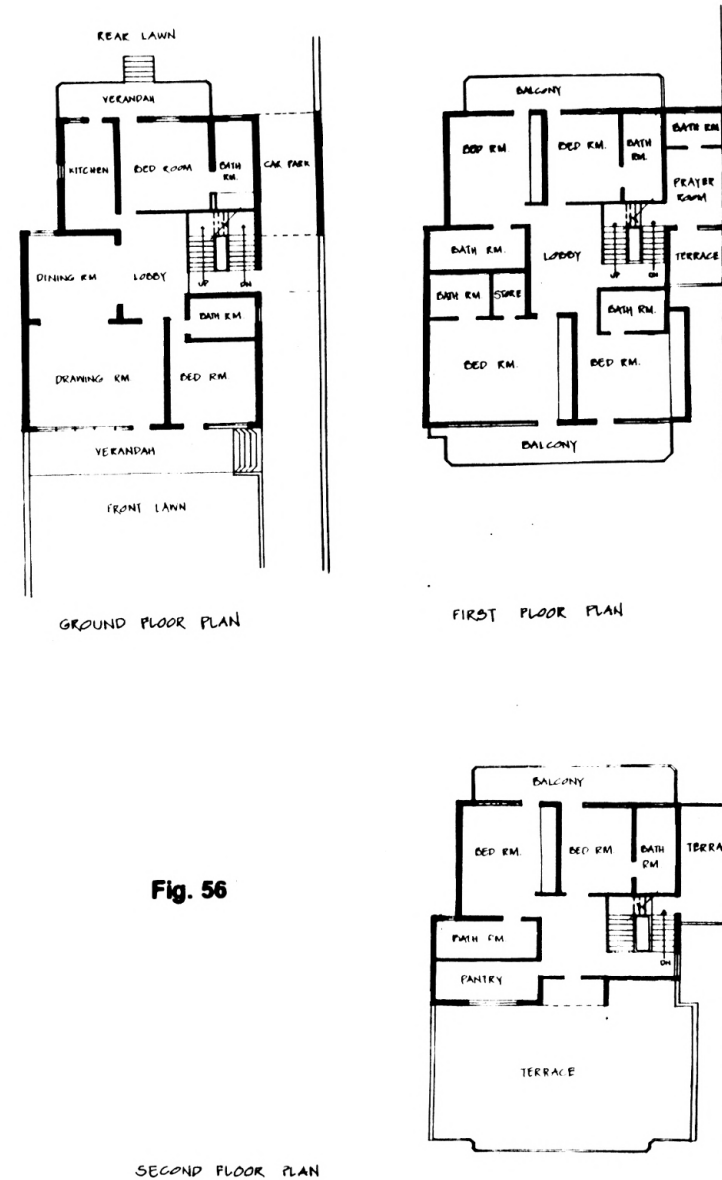 REAR LAWN
VERANDAH
KITCHEN
BED ROOM
BATH
RM.
CAR PARK
DINING RM
LOBBY
UP
DN
BATH RM
DRAWING RM.
BED RM.
VERANDAH
FRONT LAWN
GROUND FLOOR PLAN
BALCONY
BED RM.
BED RM.
BATH
RM.
BATH RM
PRAYER
ROOM
BATH RM.
LOBBY
TERRACE
UP
DN
BATH RM
STORE
BATH RM.
BED RM.
BED RM.
BALCONY
FIRST FLOOR PLAN
Fig. 56
BALCONY
BED RM.
BED RM
BATH
RM
TERRA
BATH RM.
DN
PANTRY
TERRACE
SECOND FLOOR PLAN